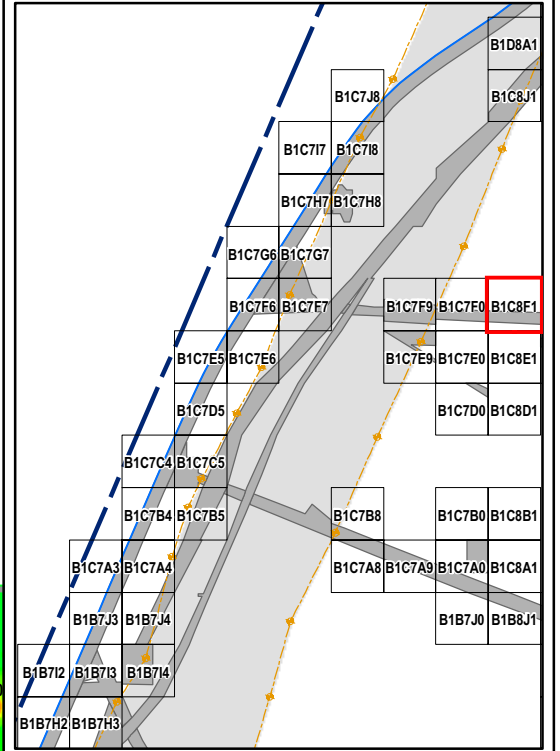 B1D8A1
B1C7J8 B1C8J1
B1C7I7 B1C7I8
B1C7H7 B1C7H8
B1C7G6 B1C7G7
B1C7F6 B1C7F7 B1C7F9 B1C7F0 B1C8F1
B1C7E5 B1C7E6 B1C7E9 B1C7E0 B1C8E1
B1C7D5 B1C7D0 B1C8D1
B1C7C4 B1C7C5
B1C7B4 B1C7B5 B1C7B8 B1C7B0 B1C8B1
B1C7A3 B1C7A4 B1C7A8 B1C7A9 B1C7A0 B1C8A1
B1B7J3 B1B7J4 B1B7J0 B1B8J1
B1B7I2 B1B7I3 B1B7I4
B1B7H2 B1B7H3